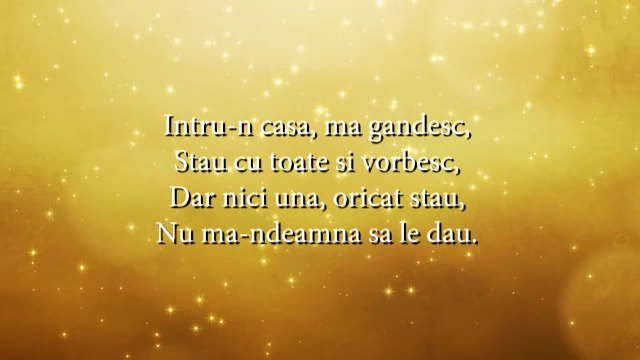 Intru-n casa, ma gandesc,
Stau cu toate si vorbesc,
Dar nici una, oricat stau,
Nu ma-ndeamna sa le dau.